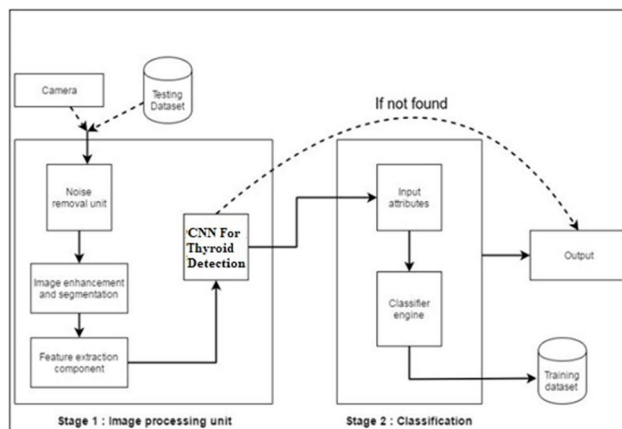 Camera
Testing
Dataset
If not found
Noise
removal unit
Image enhancement
and segmentation
Feature extraction
component
CNN For
Thyroid
Detection
Input
attributes
Classifier
engine
Output
Training
dataset
Stage 1 : Image processing unit
Stage 2 : Classification